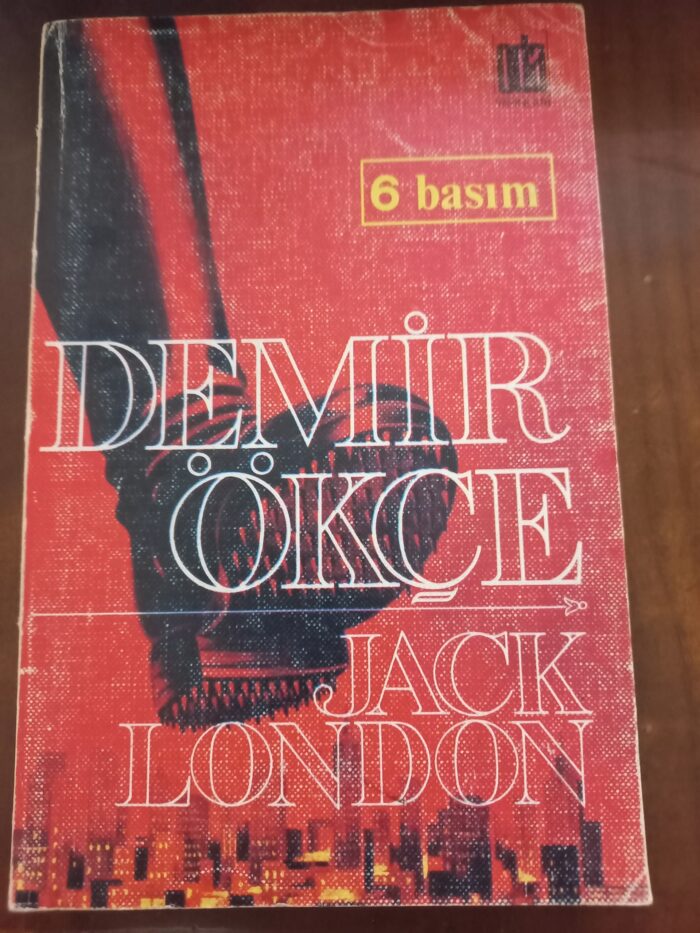 6 basım
DEMİR
ÖKÇE
JACK
LONDON